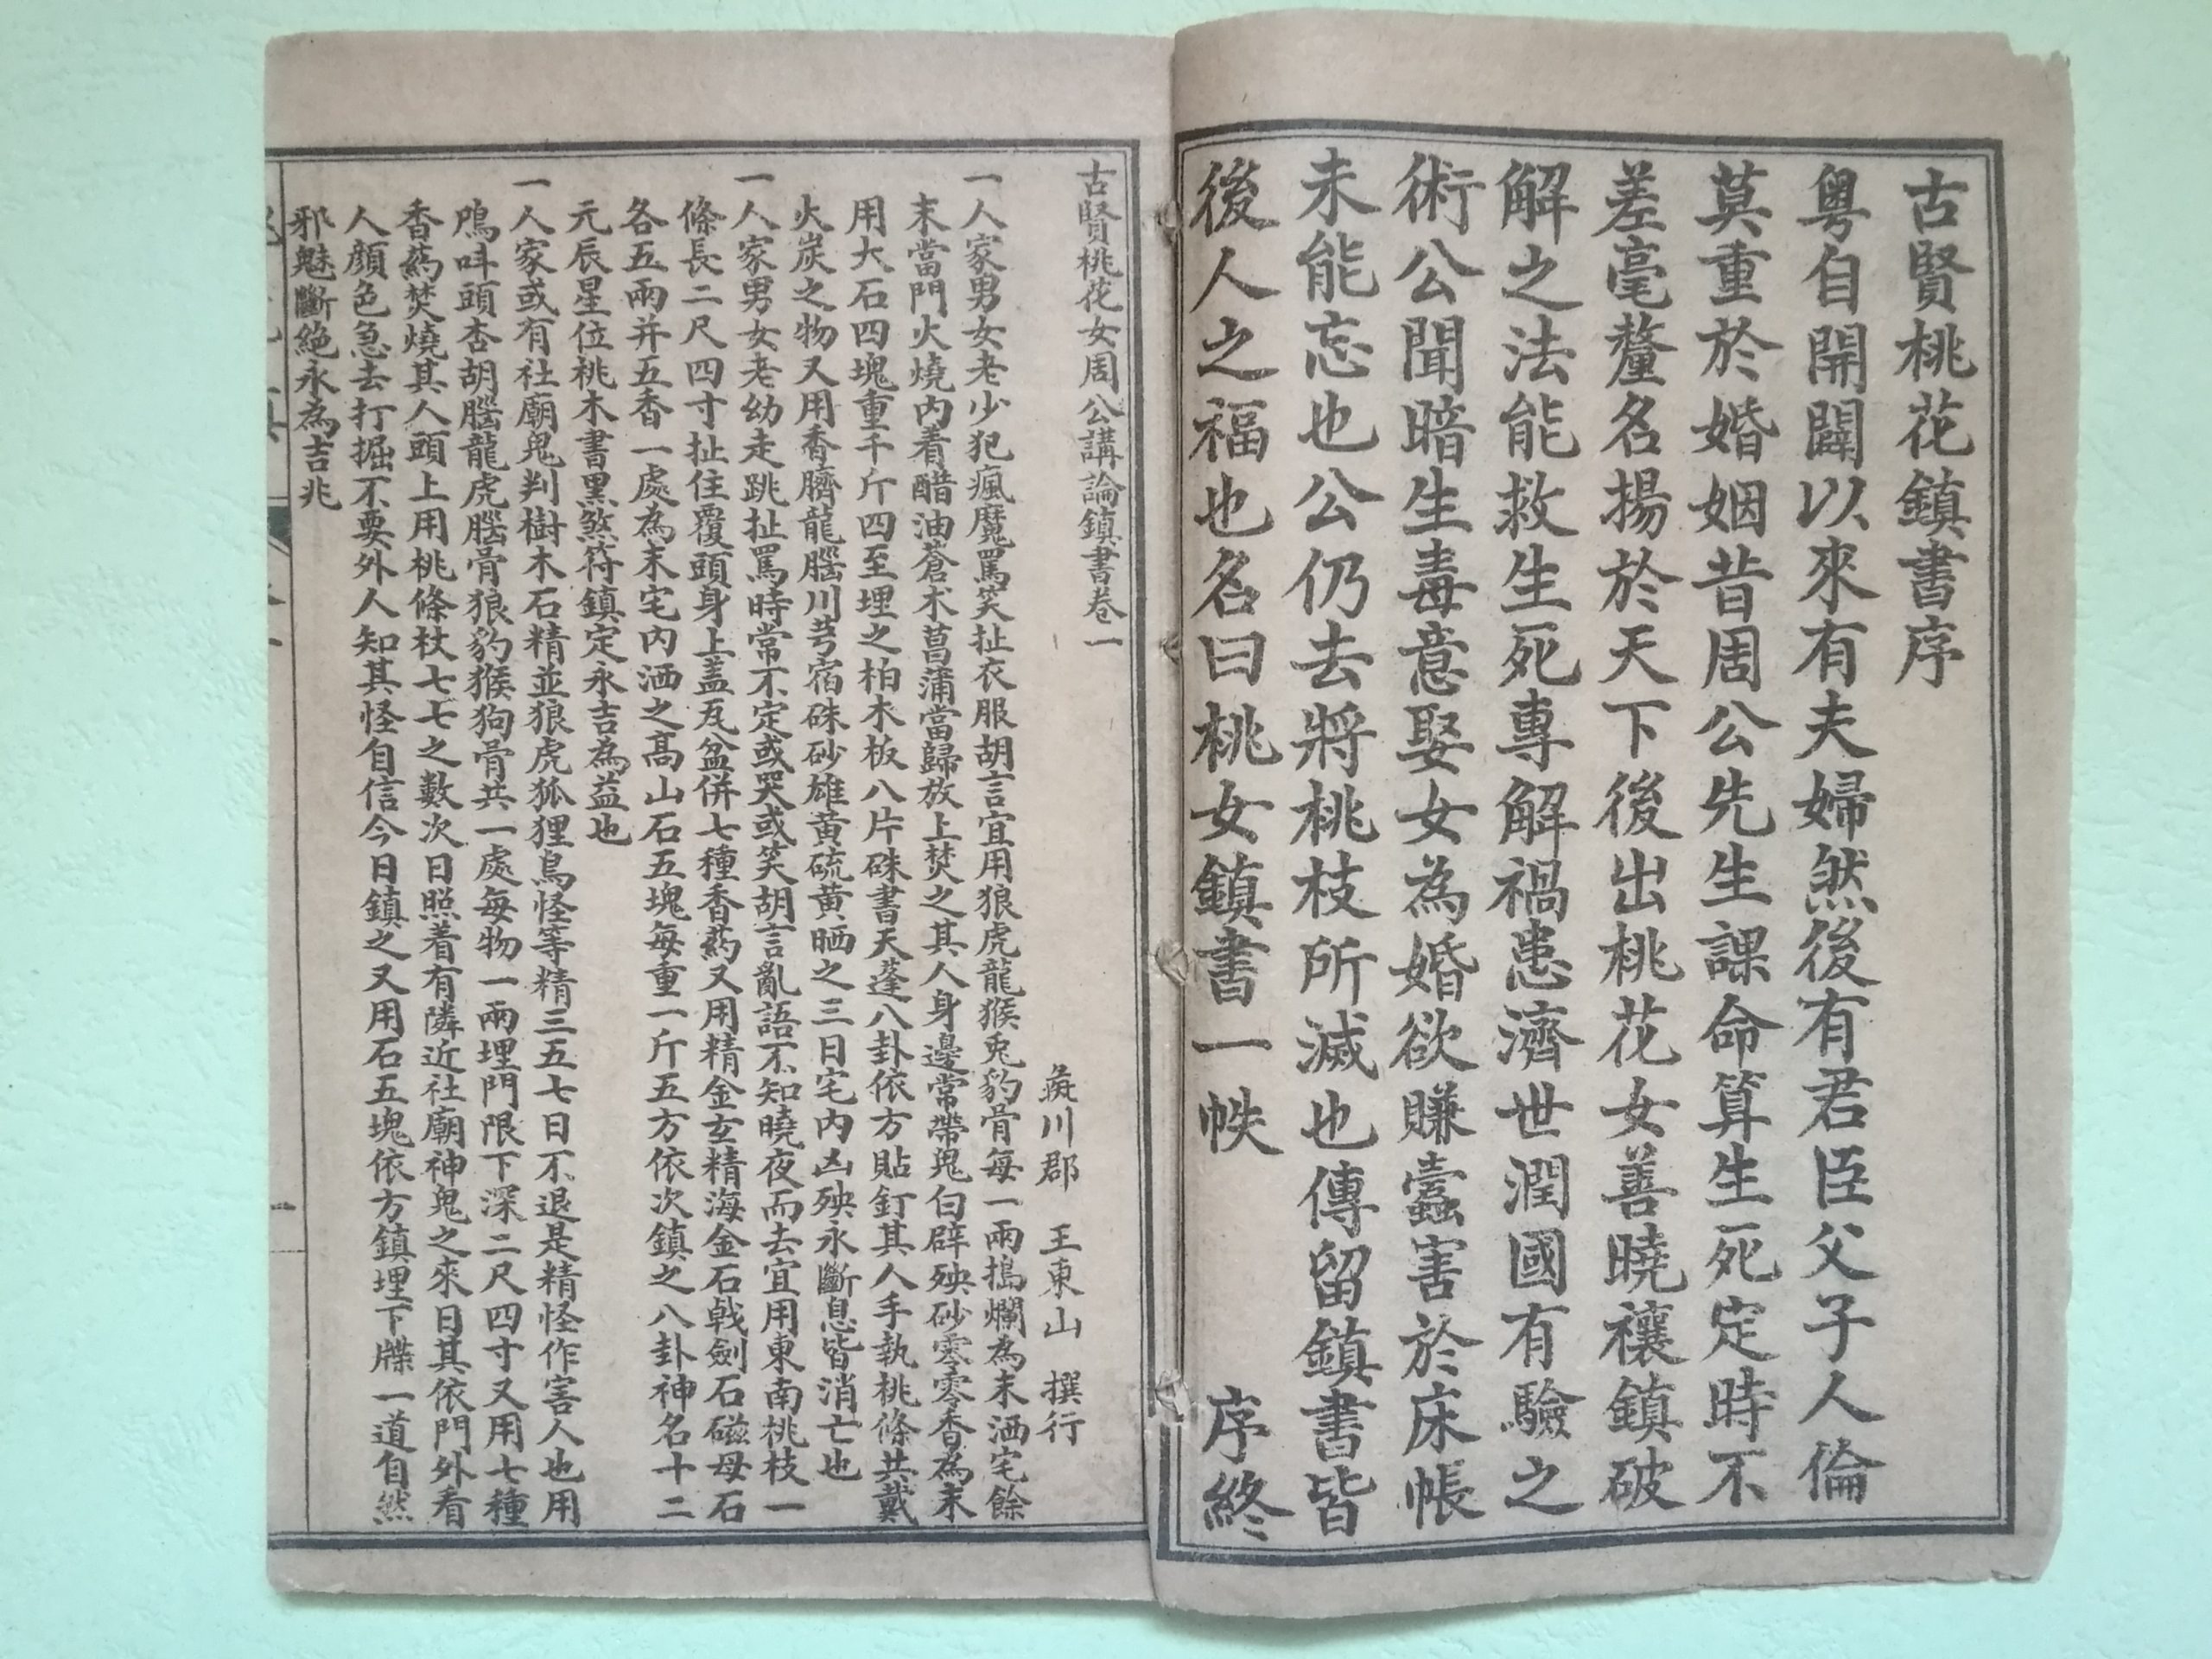 古賢桃花鎮書序
粵自開闢以來有夫婦然後有君臣父子人倫
莫重於婚姻昔周公先生課命算生死定時不
差毫釐名揚於天下後出桃花女善曉禳鎮破
解之法能救生死專解禍患濟世潤國有驗之
術公聞暗生毒意娶女為婚欲賺蠱害於床帳
未能忘也公仍去將桃枝所滅也傳留鎮書皆
後人之福也名曰桃女鎮書一帙 序終
古賢桃花女周公講論鎮書卷一
川郡 王東山 撰行
一人家男女老少犯瘋魔罵笑扯衣服胡言宜用狼虎龍猴兎豹骨每一兩搗爛為末洒宅餘
末當門火燒内着醋油蒼术菖蒲當歸放上焚之其人身邊常帶鬼白辟殃砂零零香為末
用大石四塊重千斤四至埋之柏木板八片硃書天蓬八卦依方貼釘其人手執桃條共戴
火炭之物又用香臍龍腦川芎宿硃砂雄黄硫黄晒之三日宅内凶殃永斷息皆消亡也
一人家男女老幼走跳扯罵時常不定或哭或笑胡言亂語不知曉夜而去宜用東南桃枝一
條長二尺四寸扯住覆頭身上盖瓦盆併七種香药又用精金玄精海金石戟劍石磁母石
各五兩并五香一處為末宅内洒之高山石五塊每重一斤五方依次鎮之八卦神名十二
元辰星位桃木書黑煞符鎮定永吉為益也
一人家或有社廟鬼判樹木石精並狼虎狐狸鳥怪等精三五七日不退是精怪作害人也用
頭杏胡腦龍虎腦骨狼豹猴狗骨共一處每物一兩埋門限下深二尺四寸又用七種
香药焚燒其人頭上用桃條杖七七之數次日照着有隣近社廟神鬼之來日其依門外看
人顏色急去打掘不要外人知其怪自信今日鎮之又用石五塊依方鎮埋下牒一道自然
邪魅斷絕永為吉兆